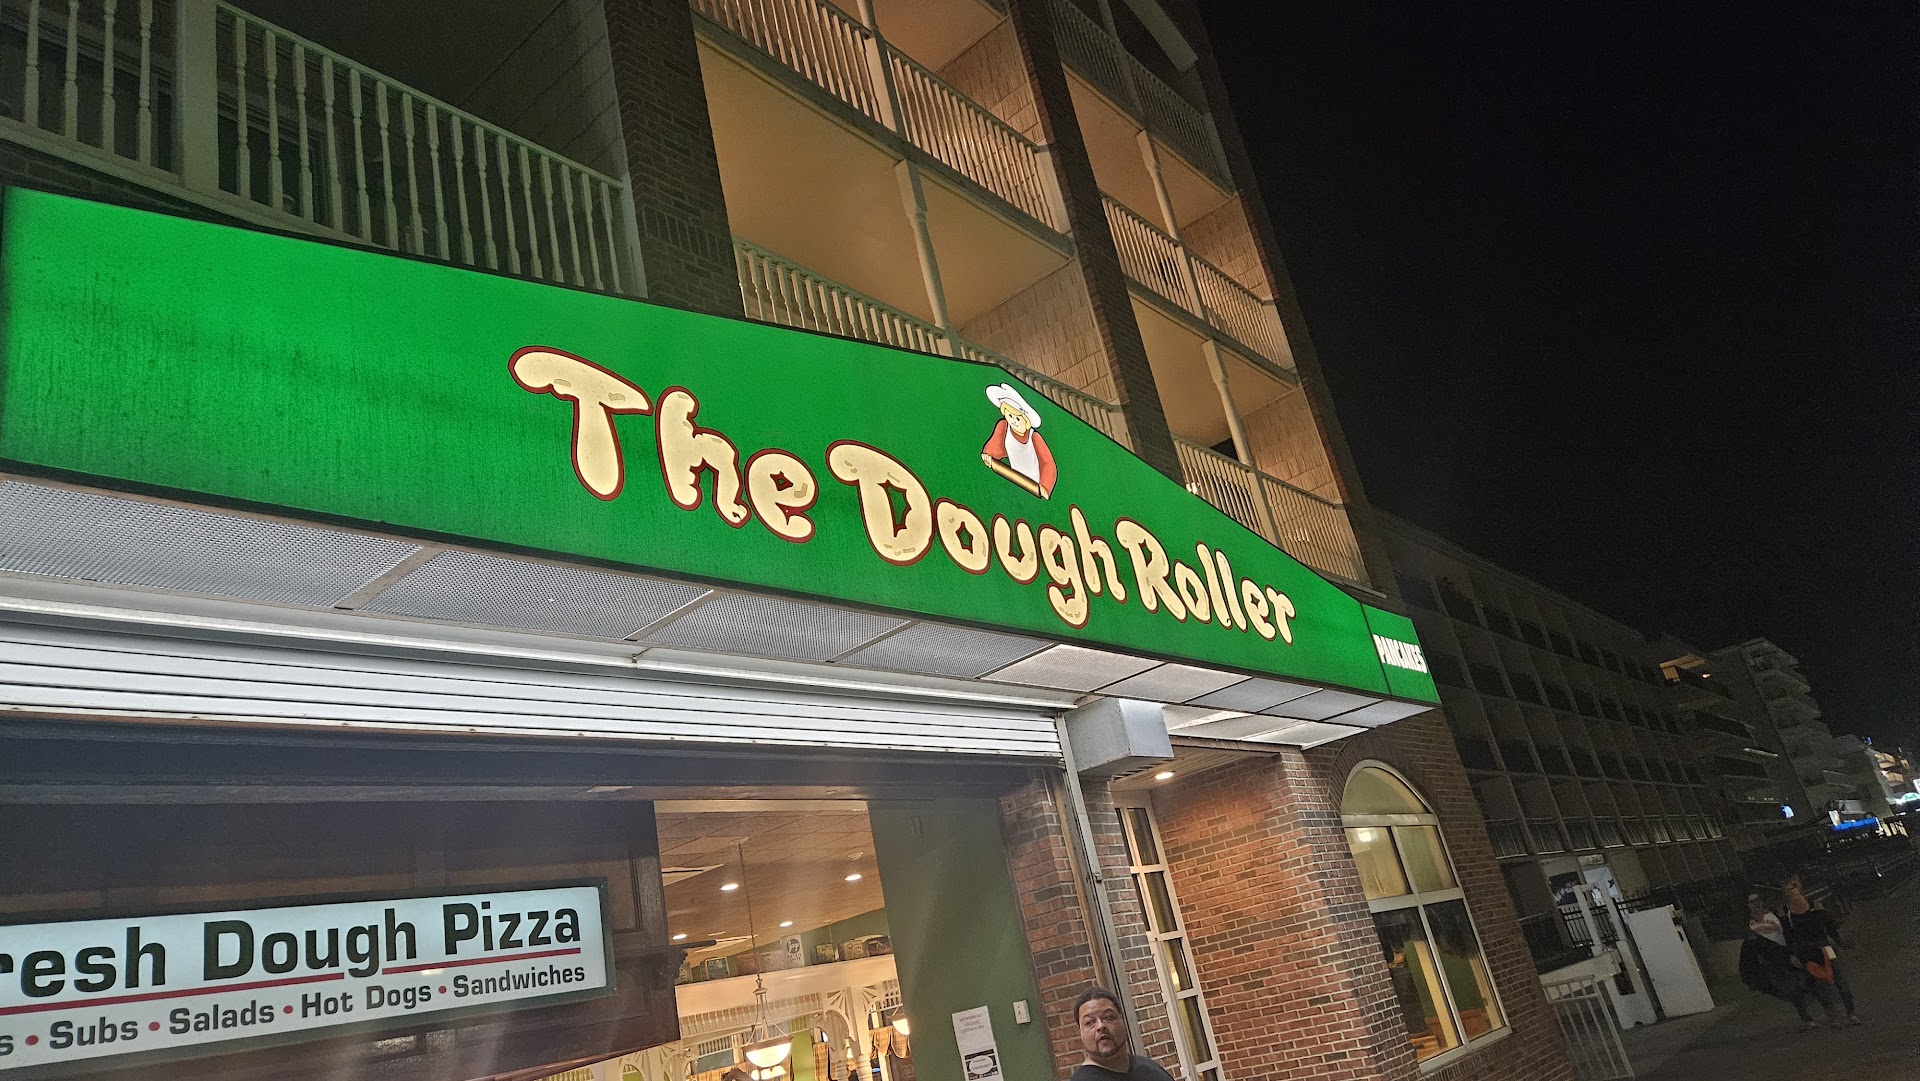 The Dough Roller
PANCAKES
resh Dough Pizza
s • Subs • Salads • Hot Dogs • Sandwiches